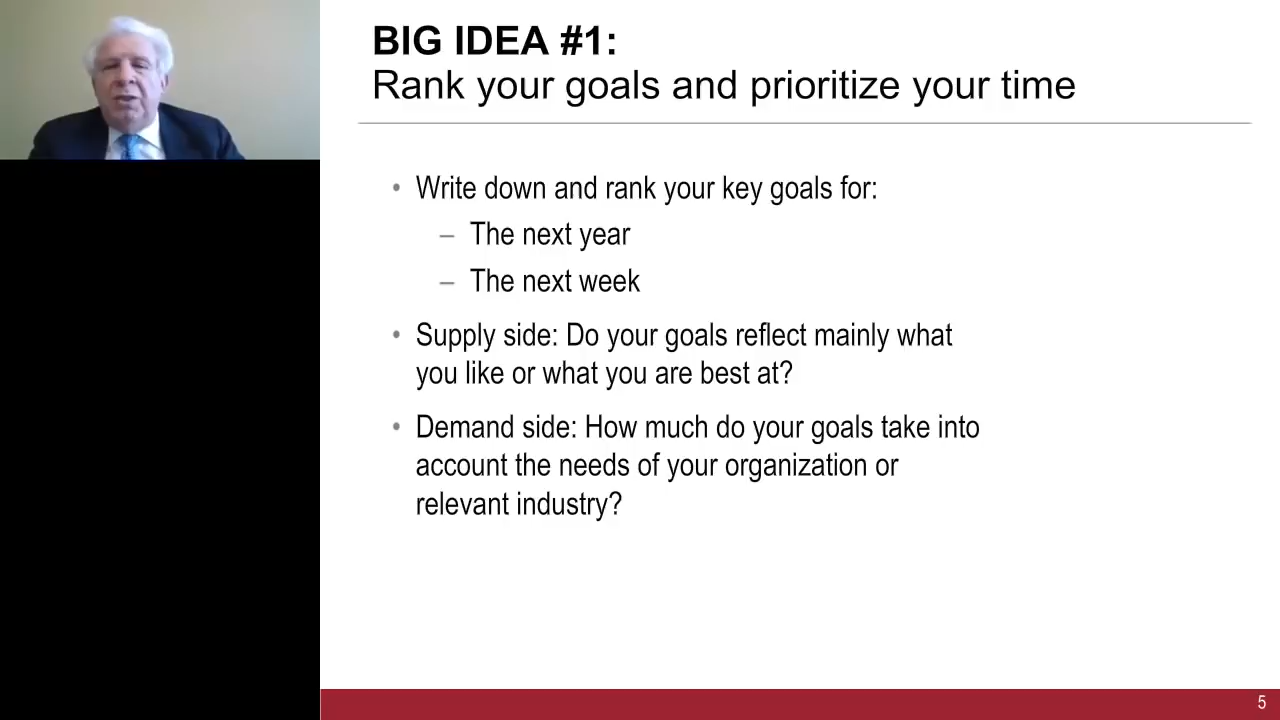 BIG IDEA #1:
Rank your goals and prioritize your time
• Write down and rank your key goals for:
– The next year
– The next week
• Supply side: Do your goals reflect mainly what
you like or what you are best at?
• Demand side: How much do your goals take into
account the needs of your organization or
relevant industry?
5